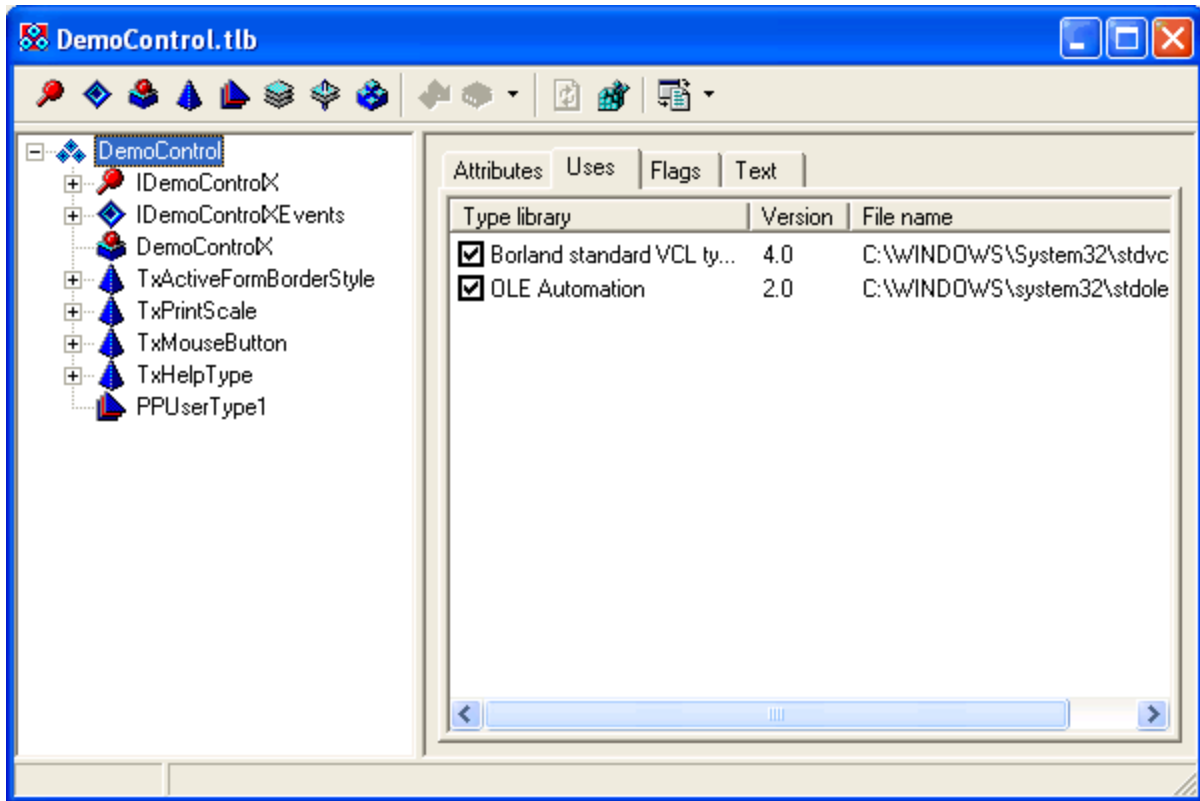 DemoControl.tlb
DemoControl
IDemoControlX
IDemoControlXEvents
DemoControlX
TxActiveFormBorderStyle
TxPrintScale
TxMouseButton
TxHelpType
PPUserType1
Attributes Uses Flags Text
Type library Version File name
Borland standard VCL ty... 4.0 C:\WINDOWS\System32\stdvc
OLE Automation 2.0 C:\WINDOWS\system32\stdole